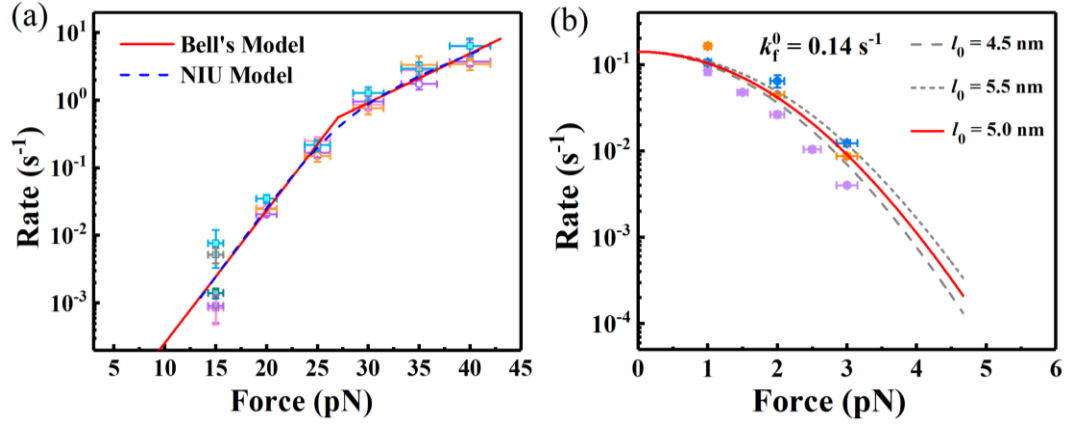 (a)
Bell's Model
NIU Model
10¹
10⁰
10⁻¹
10⁻²
10⁻³
Rate (s⁻¹)
5 10 15 20 25 30 35 40 45
Force (pN)
(b)
k_f^0 = 0.14 s⁻¹
l₀ = 4.5 nm
l₀ = 5.5 nm
l₀ = 5.0 nm
10⁻¹
10⁻²
10⁻³
10⁻⁴
Rate (s⁻¹)
0 1 2 3 4 5 6
Force (pN)